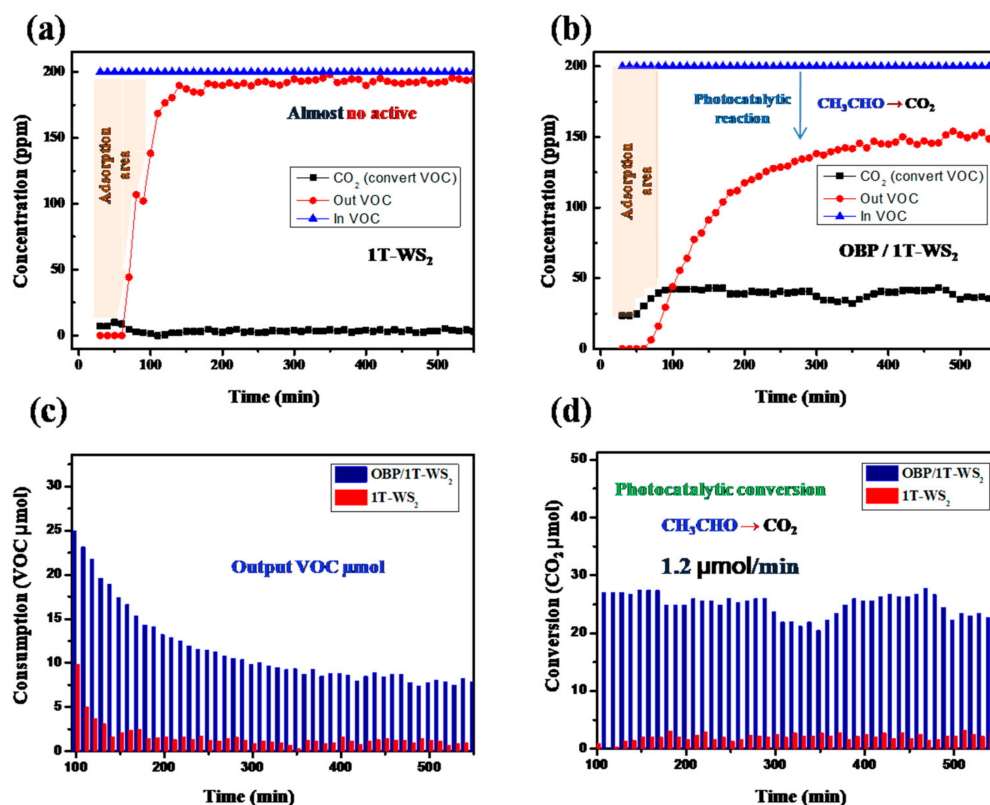 (a)
Concentration (ppm)
200
150
100
50
0
Adsorption
area
Almost no active
CO₂ (convert VOC)
Out VOC
In VOC
1T-WS₂
0 100 200 300 400 500
Time (min)
(b)
Concentration (ppm)
200
150
100
50
0
Adsorption
area
Photocatalytic
reaction
CH₃CHO → CO₂
CO₂ (convert VOC)
Out VOC
In VOC
OBP / 1T-WS₂
0 100 200 300 400 500
Time (min)
(c)
Consumption (VOC µmol)
30
25
20
15
10
5
0
OBP/1T-WS₂
1T-WS₂
Output VOC µmol
100 200 300 400 500
Time (min)
(d)
Conversion (CO₂ µmol)
50
40
30
20
10
0
OBP/1T-WS₂
1T-WS₂
Photocatalytic conversion
CH₃CHO → CO₂
1.2 µmol/min
100 200 300 400 500
Time (min)